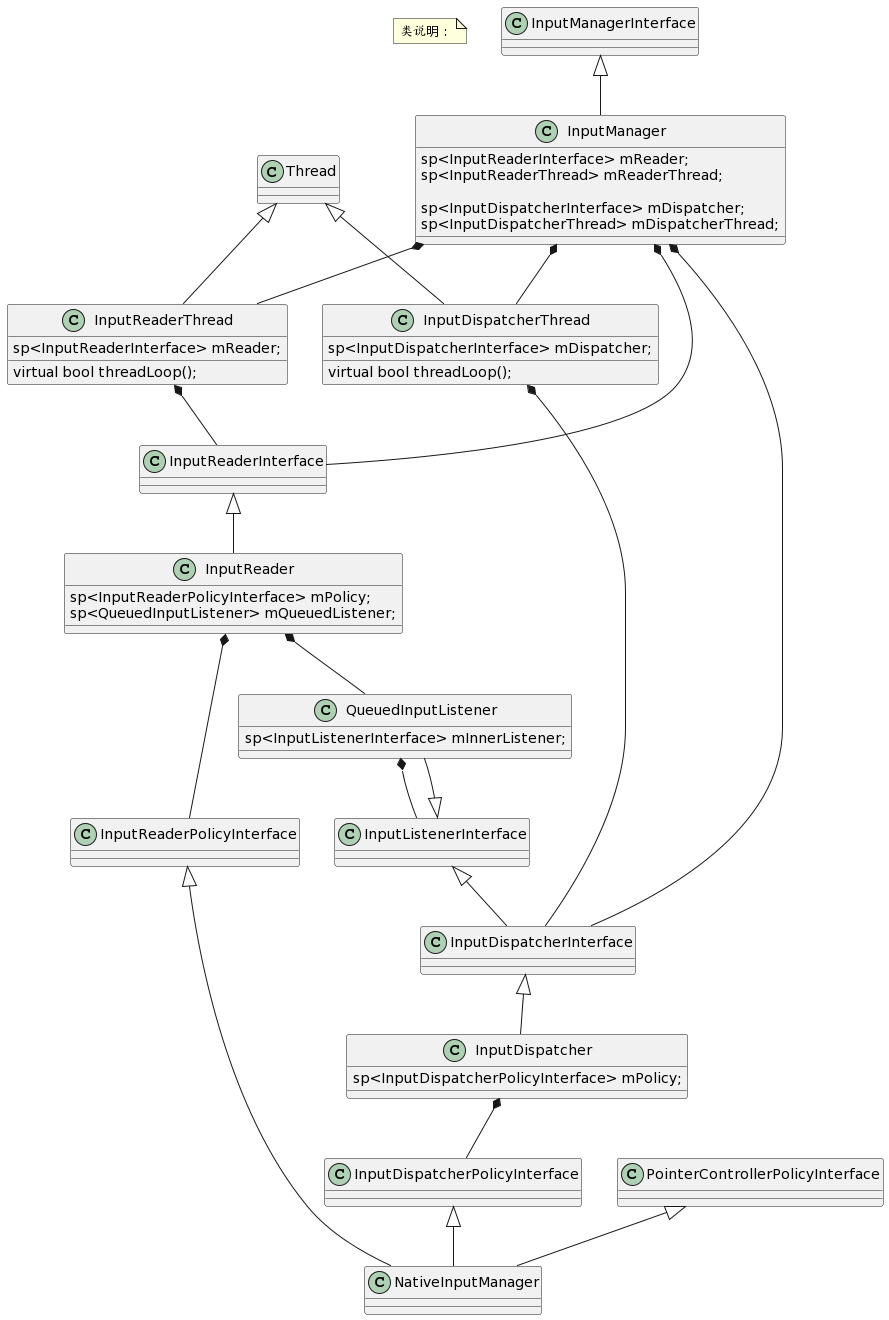 类说明：
C InputManagerInterface
C InputManager
sp<InputReaderInterface> mReader;
sp<InputReaderThread> mReaderThread;
sp<InputDispatcherInterface> mDispatcher;
sp<InputDispatcherThread> mDispatcherThread;
C Thread
C InputReaderThread
sp<InputReaderInterface> mReader;
virtual bool threadLoop();
C InputDispatcherThread
sp<InputDispatcherInterface> mDispatcher;
virtual bool threadLoop();
C InputReaderInterface
C InputReader
sp<InputReaderPolicyInterface> mPolicy;
sp<QueuedInputListener> mQueuedListener;
C QueuedInputListener
sp<InputListenerInterface> mInnerListener;
C InputReaderPolicyInterface
C InputListenerInterface
C InputDispatcherInterface
C InputDispatcher
sp<InputDispatcherPolicyInterface> mPolicy;
C InputDispatcherPolicyInterface
C PointerControllerPolicyInterface
C NativeInputManager